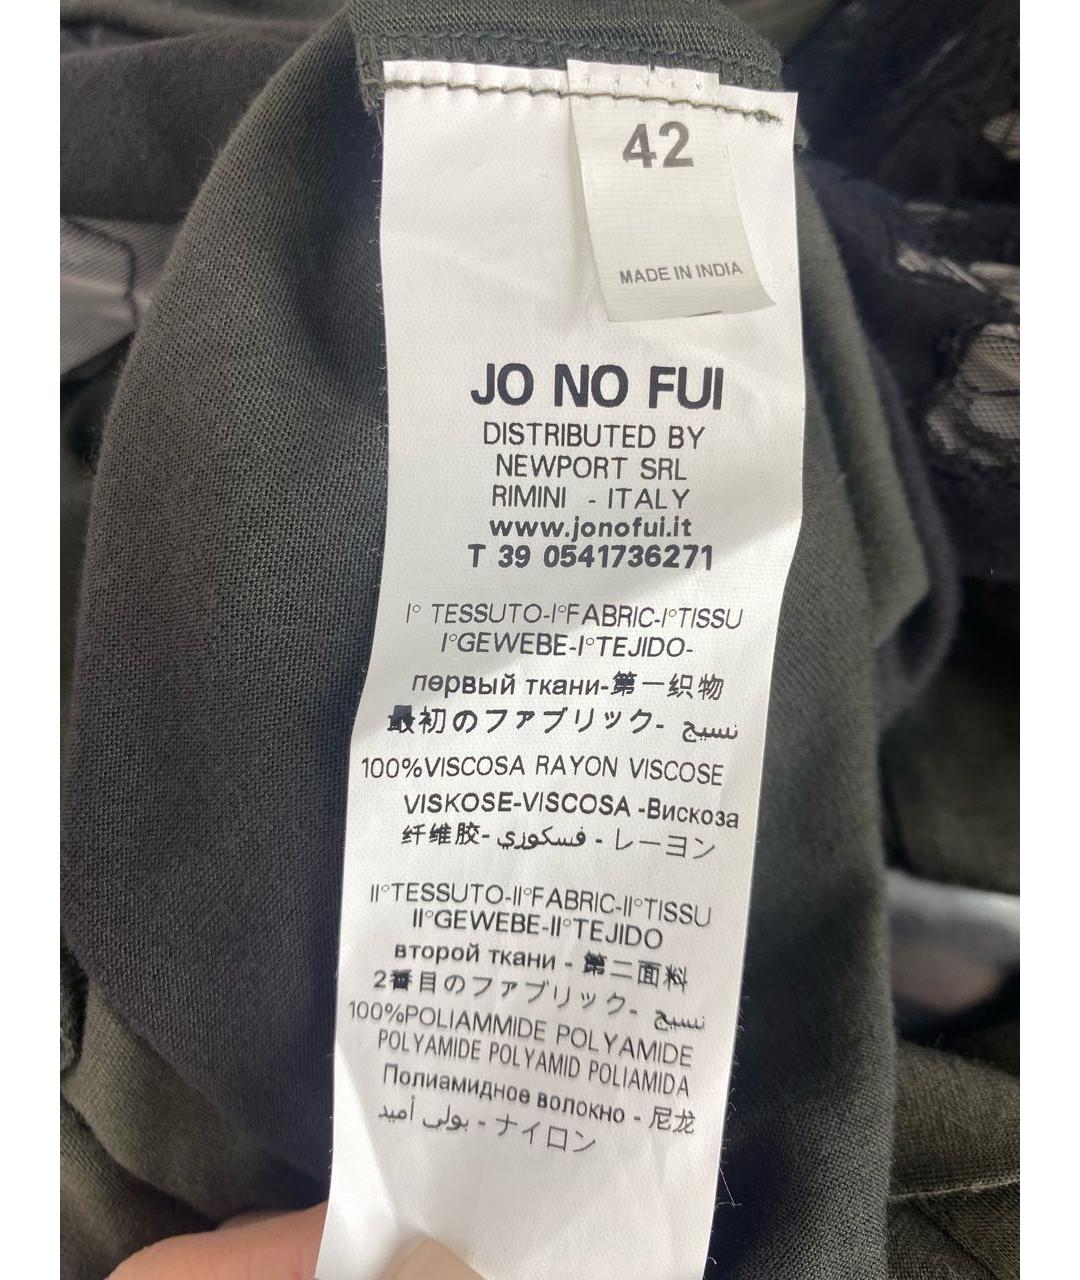 42
MADE IN INDIA
JO NO FUI
DISTRIBUTED BY
NEWPORT SRL
RIMINI - ITALY
www.jonofui.it
T 39 0541736271
I° TESSUTO-I°FABRIC-I°TISSU
I°GEWEBE-I°TEJIDO-
первый ткани-第一织物
最初のファブリック- نسيج
100%VISCOSA RAYON VISCOSE
VISKOSE-VISCOSA -Вискоза
纤维胶- فسكوزي - レーヨン
II°TESSUTO-II°FABRIC-II°TISSU
II°GEWEBE-II°TEJIDO
второй ткани - 第二面料
2番目のファブリック- نسيج
100%POLIAMMIDE POLYAMIDE
POLYAMIDE POLYAMID POLIAMIDA
Полиамидное волокно - 尼龙
بولي أميد - ナイロン